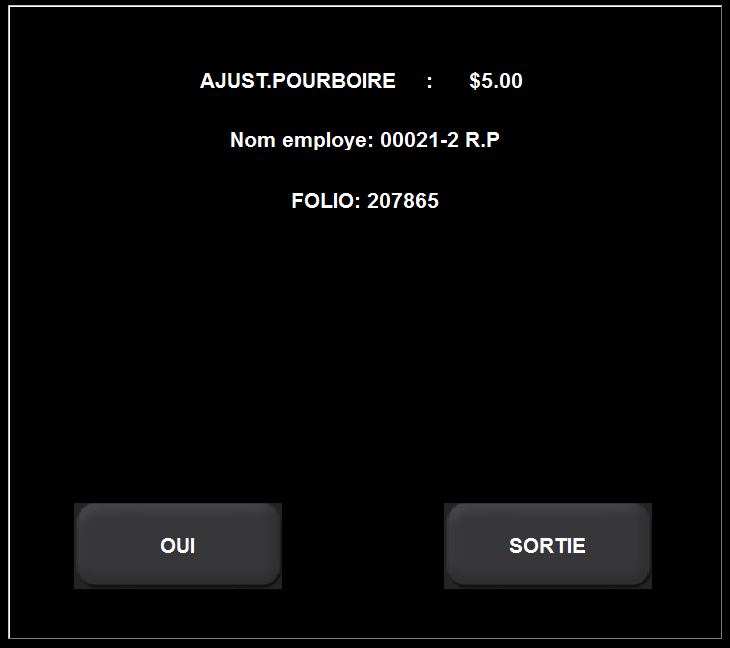 AJUST.POURBOIRE : $5.00
Nom employe: 00021-2 R.P
FOLIO: 207865
OUI
SORTIE